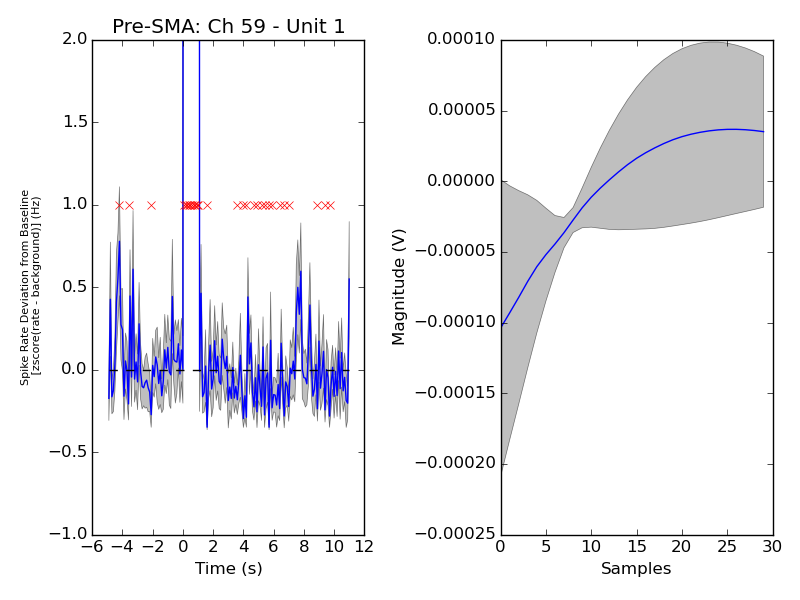 Pre-SMA: Ch 59 - Unit 1
2.0
1.5
1.0
0.5
0.0
−0.5
−1.0
−6 −4 −2 0 2 4 6 8 10 12
Time (s)
Spike Rate Deviation from Baseline
[zscore(rate - background)] (Hz)
0.00010
0.00005
0.00000
−0.00005
−0.00010
−0.00015
−0.00020
−0.00025
0 5 10 15 20 25 30
Samples
Magnitude (V)